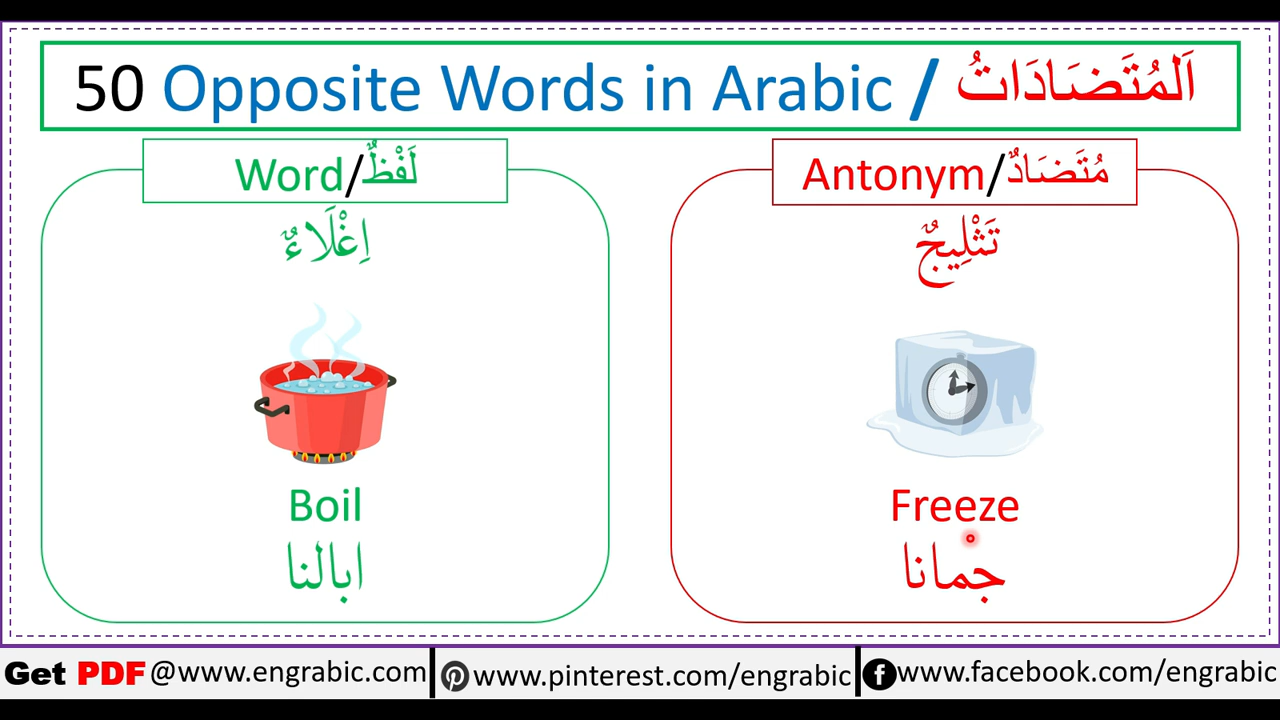 50 Opposite Words in Arabic / اَلْمُتَضَادَاتُ
Word/لَفْظٌ
اِغْلَاءٌ
Boil
ابالنا
Antonym/مُتَضَادٌ
تَثْلِيجٌ
Freeze
جمانا
Get PDF @www.engrabic.com
www.pinterest.com/engrabic
www.facebook.com/engrabic